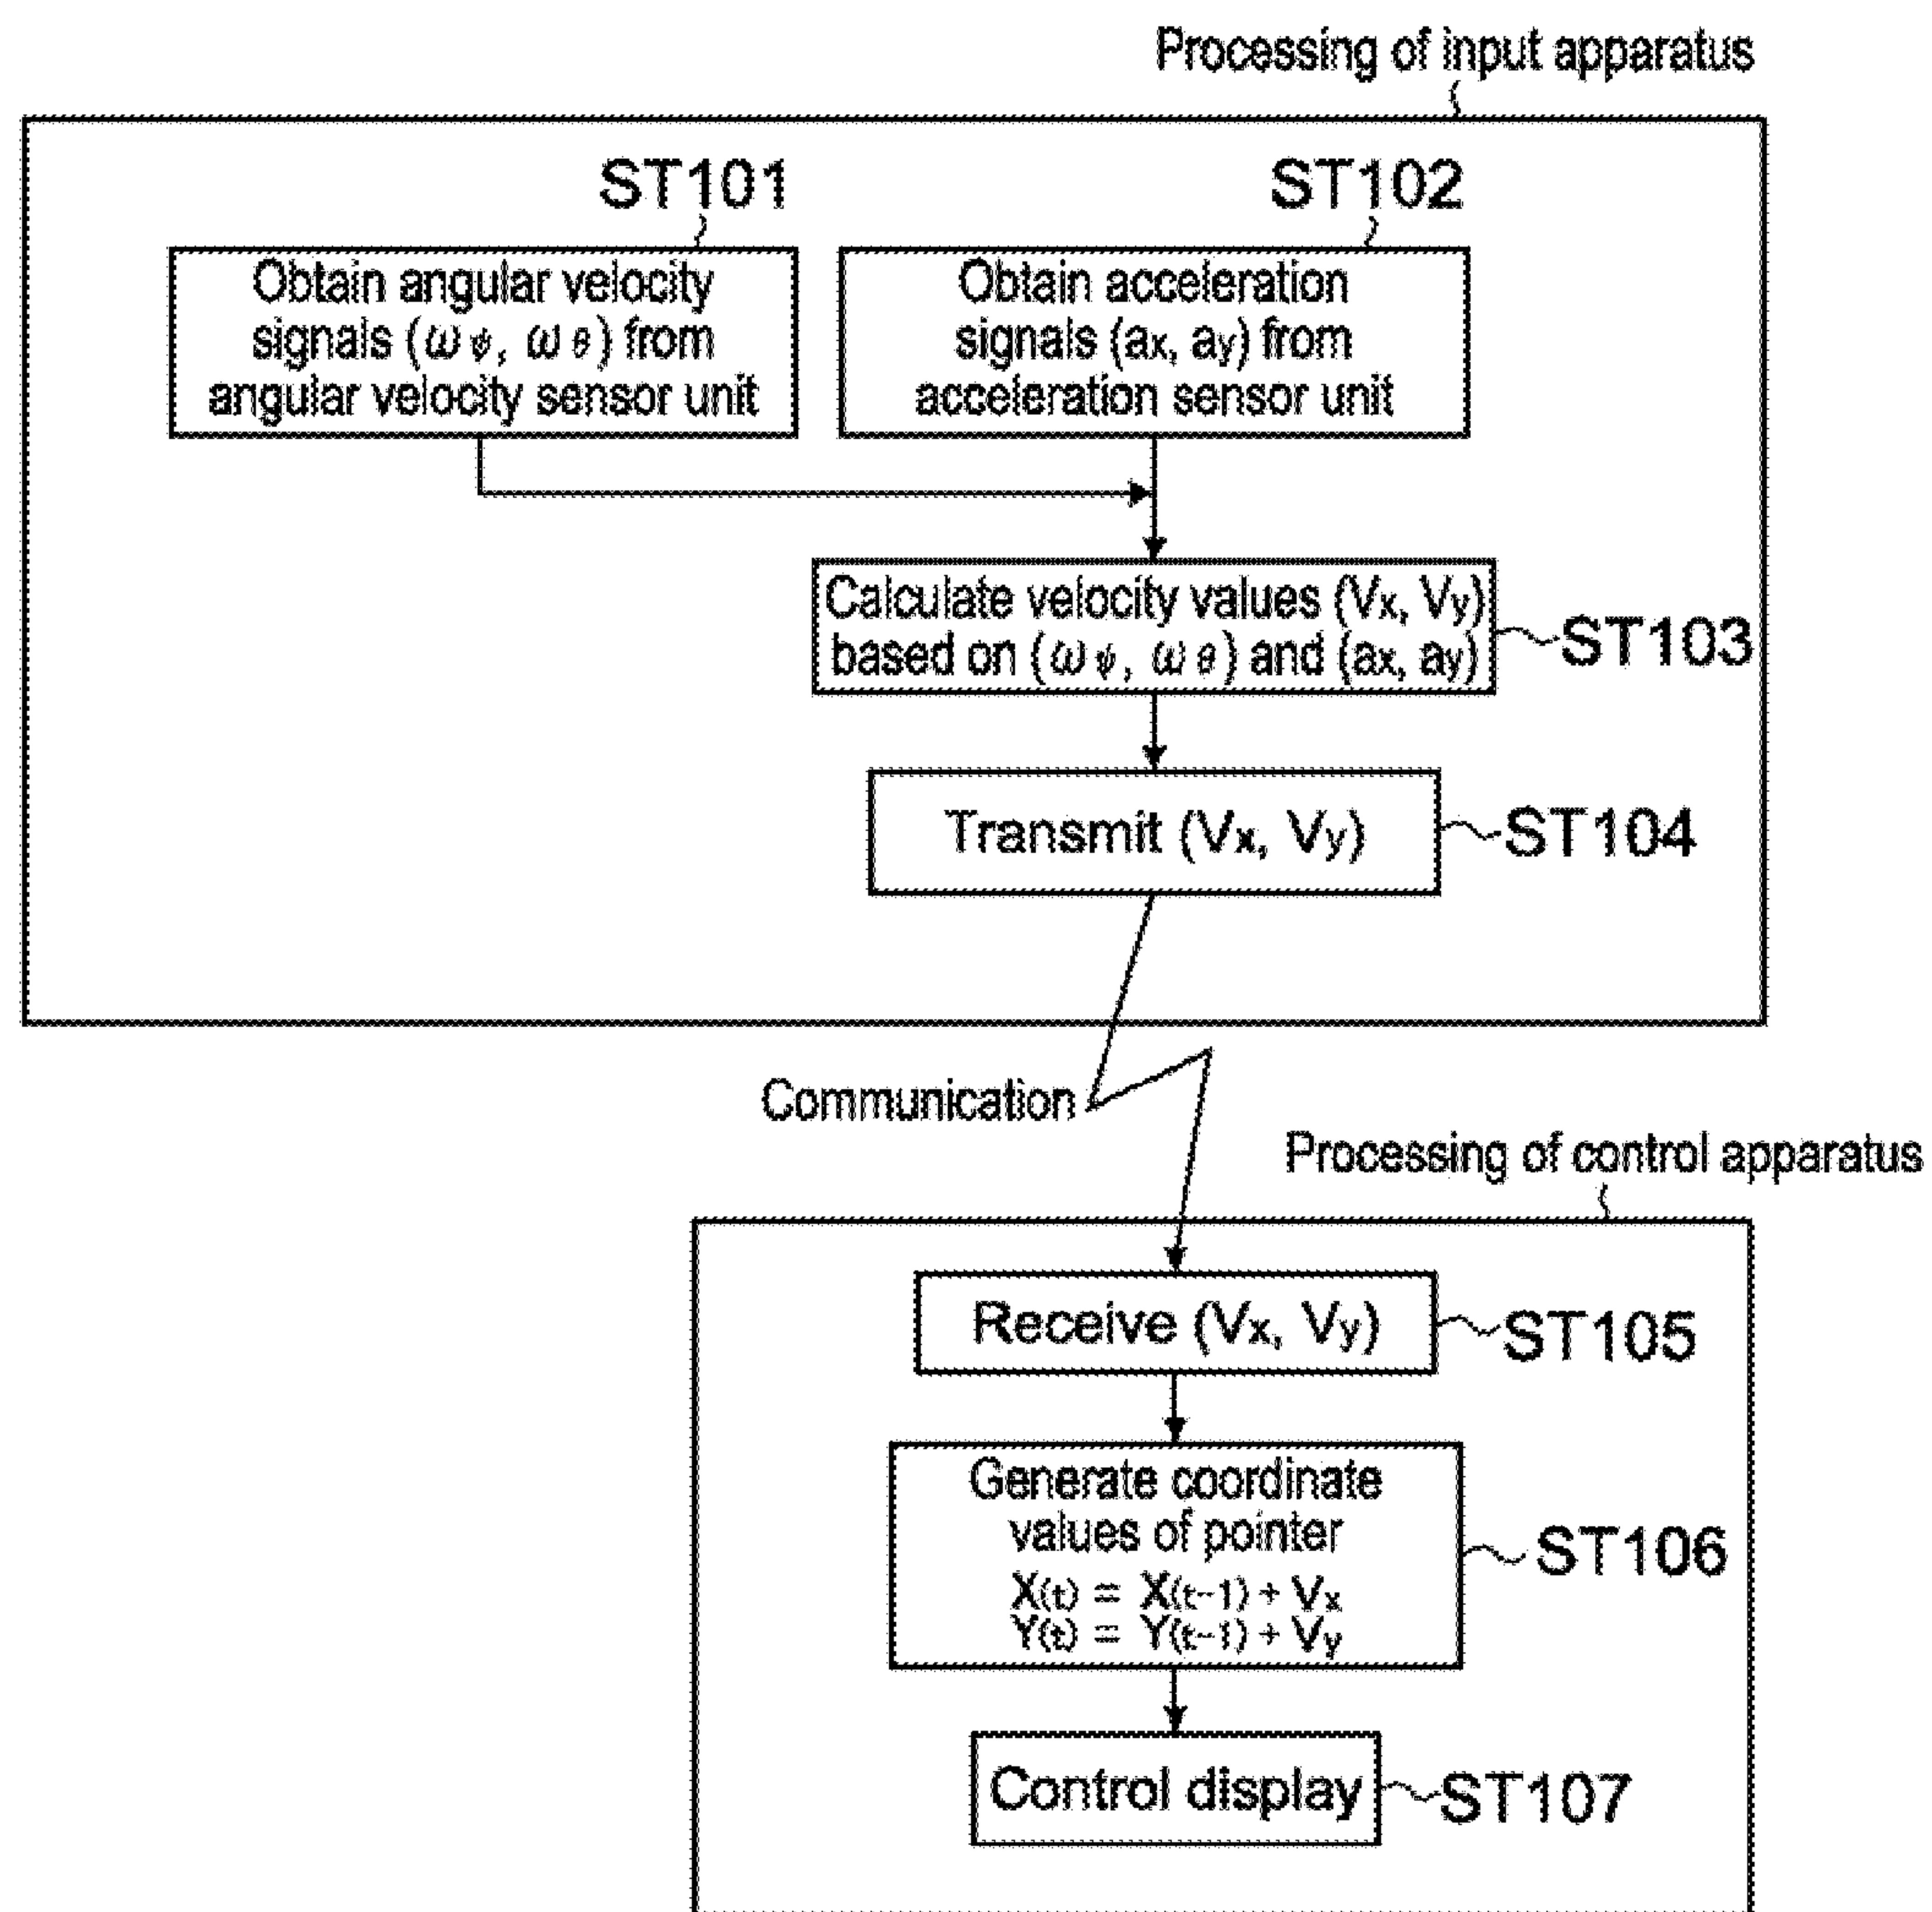 Processing of input apparatus
ST101
ST102
Obtain angular velocity
signals (ωψ, ωθ) from
angular velocity sensor unit
Obtain acceleration
signals (ax, ay) from
acceleration sensor unit
Calculate velocity values (Vx, Vy)
based on (ωψ, ωθ) and (ax, ay)
ST103
Transmit (Vx, Vy)
ST104
Communication
Processing of control apparatus
Receive (Vx, Vy)
ST105
Generate coordinate
values of pointer
X(t) = X(t-1) + Vx
Y(t) = Y(t-1) + Vy
ST106
Control display
ST107